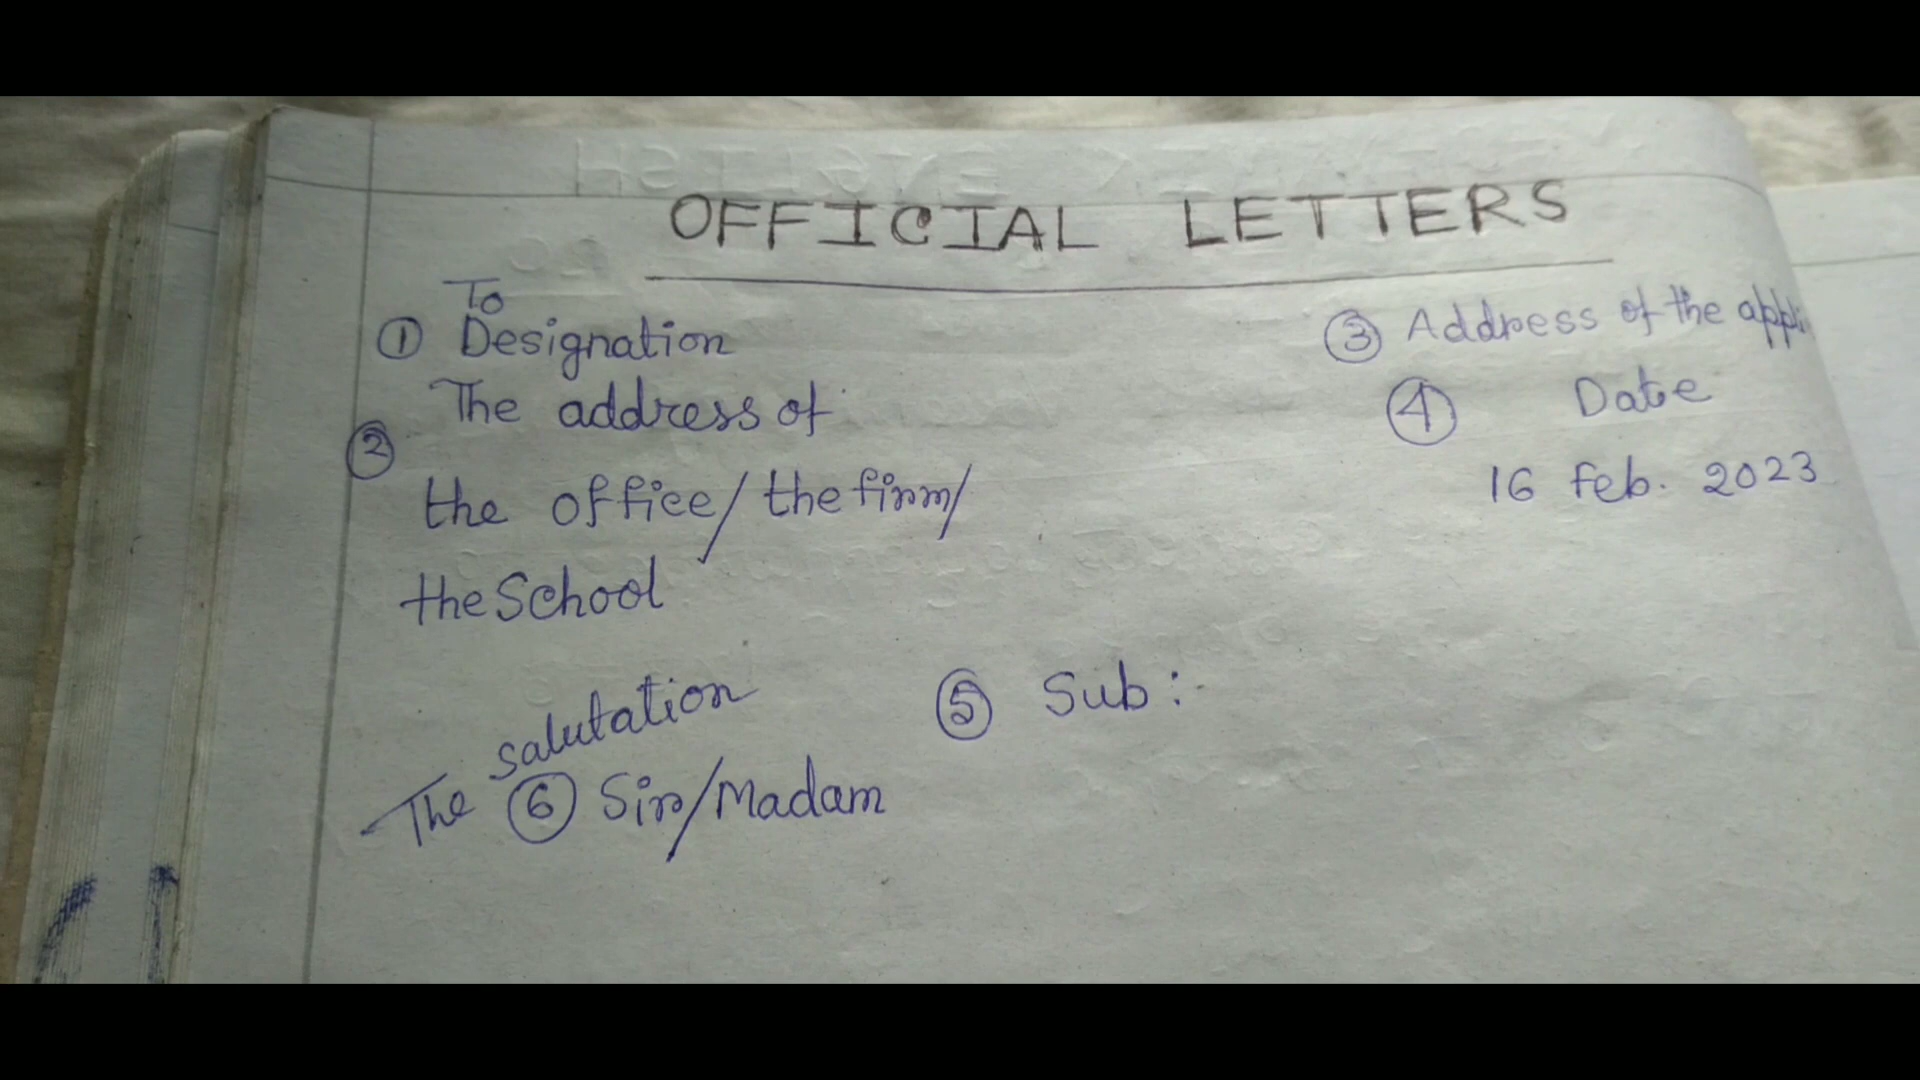 OFFICIAL LETTERS
To
① Designation
The address of
②
the office/the firm/
the School
③ Address of the
④ Date
16 Feb. 2023
⑤ Sub:-
The salutation
⑥ Sir/Madam